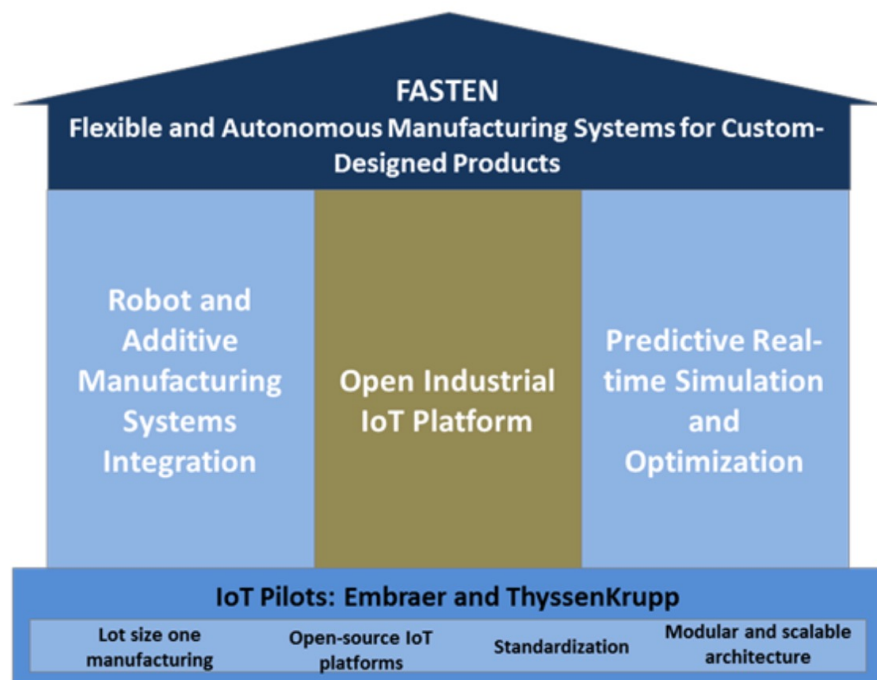 FASTEN
Flexible and Autonomous Manufacturing Systems for Custom-
Designed Products
Robot and
Additive
Manufacturing
Systems
Integration
Open Industrial
IoT Platform
Predictive Real-
time Simulation
and
Optimization
IoT Pilots: Embraer and ThyssenKrupp
Lot size one
manufacturing
Open-source IoT
platforms
Standardization
Modular and scalable
architecture